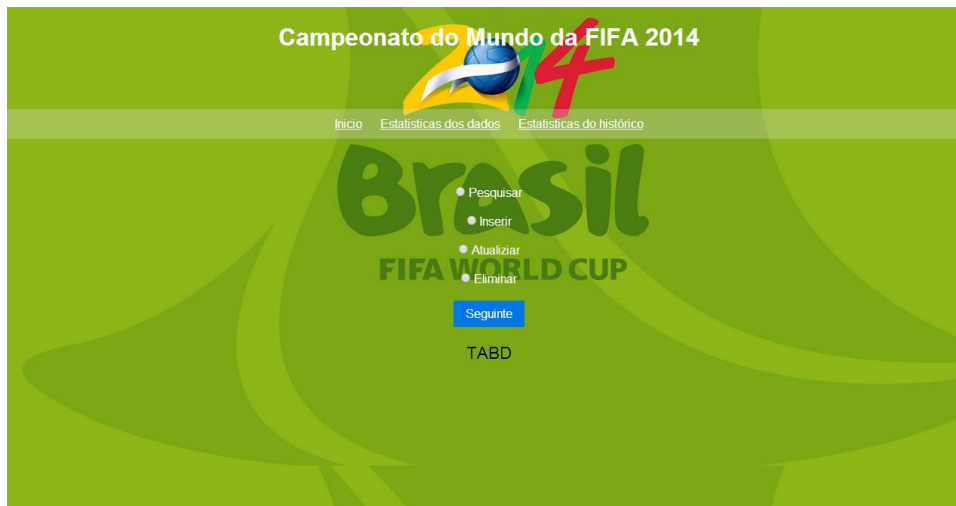 Campeonato do Mundo da FIFA 2014
2014
Inicio Estatisticas dos dados Estatisticas do histórico
Brasil
Pesquisar
Inserir
Atualiziar
FIFA WORLD CUP
Eliminar
Seguinte
TABD